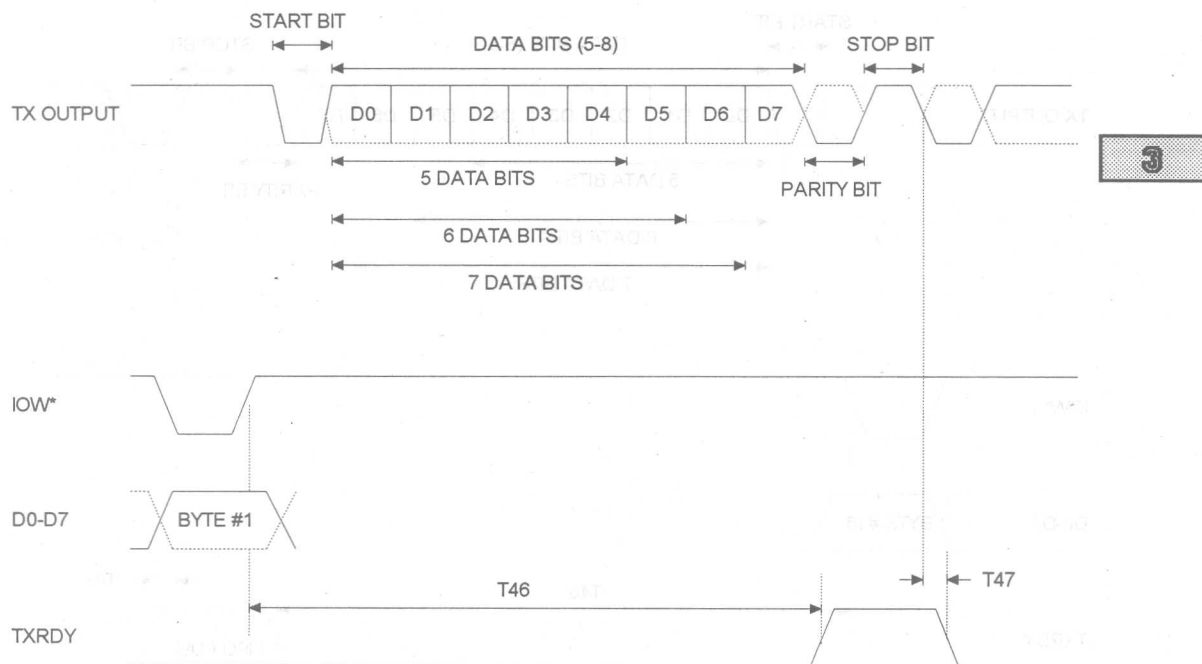 START BIT
DATA BITS (5-8)
STOP BIT
TX OUTPUT
D0 D1 D2 D3 D4 D5 D6 D7
3
5 DATA BITS
PARITY BIT
6 DATA BITS
7 DATA BITS
IOW*
D0-D7
BYTE #1
T46
T47
TXRDY